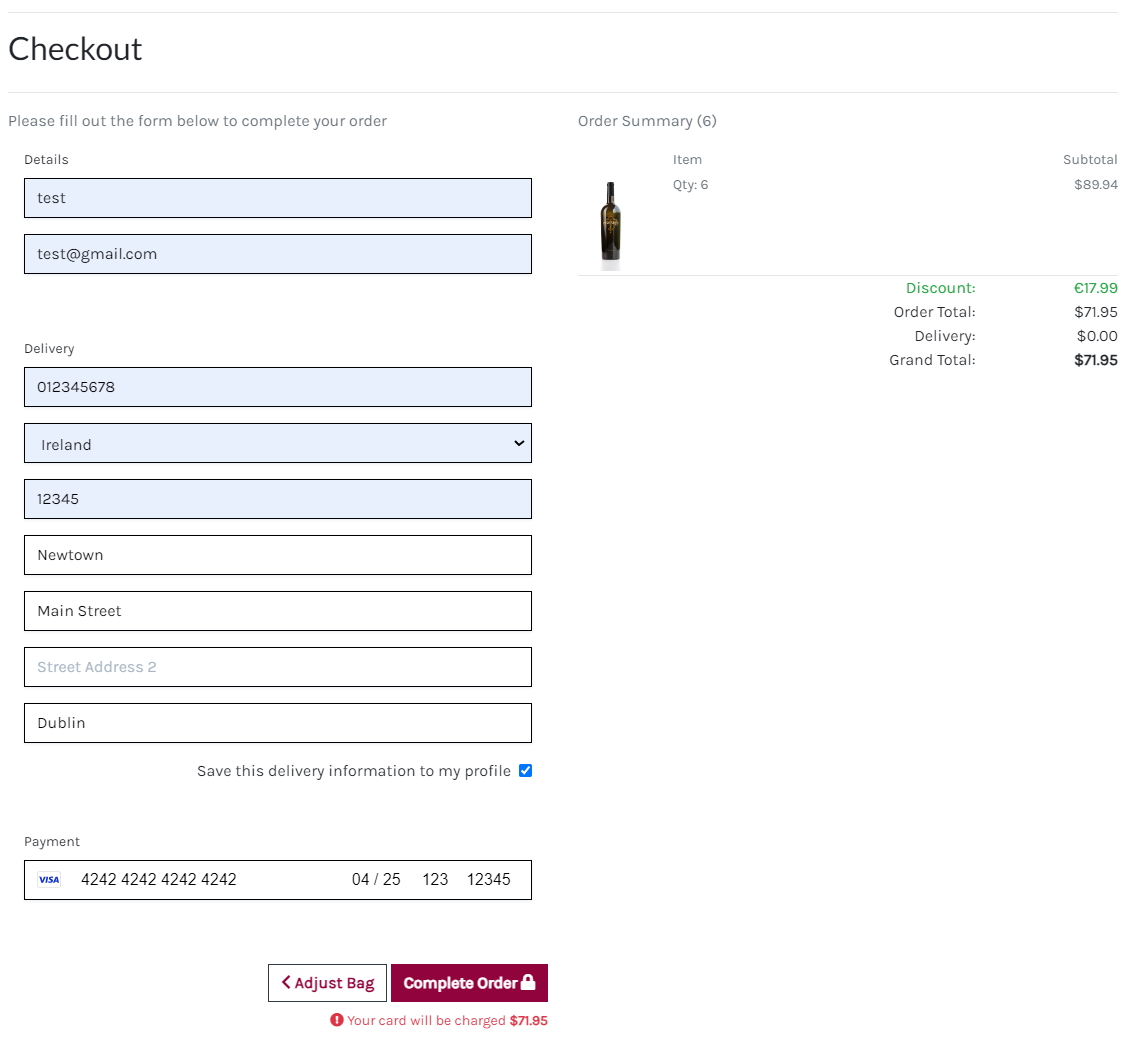 Checkout
Please fill out the form below to complete your order
Details
test
test@gmail.com
Delivery
012345678
Ireland
12345
Newtown
Main Street
Street Address 2
Dublin
Save this delivery information to my profile
Payment
VISA 4242 4242 4242 4242 04 / 25 123 12345
Adjust Bag Complete Order
Your card will be charged $71.95
Order Summary (6)
Item Subtotal
Qty: 6 $89.94
Discount: €17.99
Order Total: $71.95
Delivery: $0.00
Grand Total: $71.95